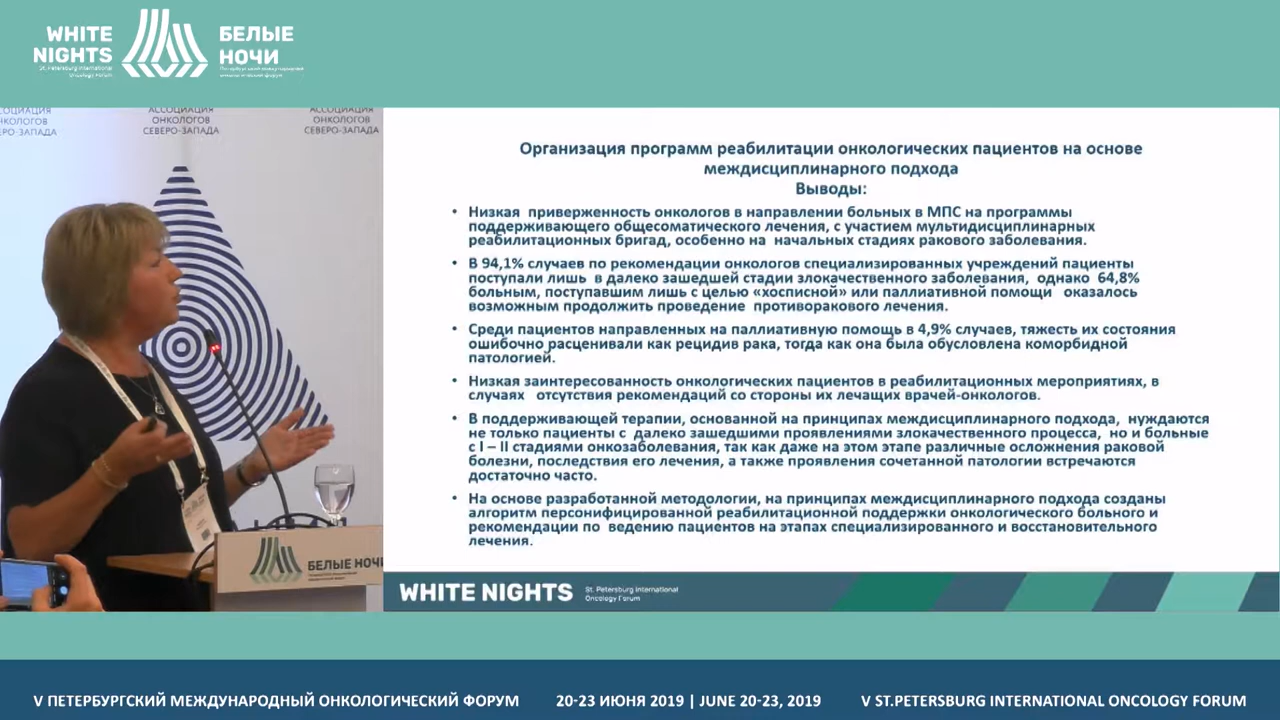 WHITE
NIGHTS
St. Petersburg International
Oncology Forum
БЕЛЫЕ
НОЧИ
Петербургский международный
онкологический форум
СОЦИАЦИЯ
НКОЛОГОВ
ЕРО-ЗАПАДА
АССОЦИАЦИЯ
ОНКОЛОГОВ
СЕВЕРО-ЗАПАДА
АССОЦИАЦИЯ
ОНКОЛОГОВ
СЕВЕРО-ЗАПАДА
Организация программ реабилитации онкологических пациентов на основе
междисциплинарного подхода
Выводы:
• Низкая приверженность онкологов в направлении больных в МПС на программы
поддерживающего общесоматического лечения, с участием мультидисциплинарных
реабилитационных бригад, особенно на начальных стадиях ракового заболевания.
• В 94,1% случаев по рекомендации онкологов специализированных учреждений пациенты
поступали лишь в далеко зашедшей стадии злокачественного заболевания, однако 64,8%
больным, поступавшим лишь с целью «хосписной» или паллиативной помощи оказалось
возможным продолжить проведение противоракового лечения.
• Среди пациентов направленных на паллиативную помощь в 4,9% случаев, тяжесть их состояния
ошибочно расценивали как рецидив рака, тогда как она была обусловлена коморбидной
патологией.
• Низкая заинтересованность онкологических пациентов в реабилитационных мероприятиях, в
случаях отсутствия рекомендаций со стороны их лечащих врачей-онкологов.
• В поддерживающей терапии, основанной на принципах междисциплинарного подхода, нуждаются
не только пациенты с далеко зашедшими проявлениями злокачественного процесса, но и больные
с I – II стадиями онкозаболевания, так как даже на этом этапе различные осложнения раковой
болезни, последствия его лечения, а также проявления сочетанной патологии встречаются
достаточно часто.
• На основе разработанной методологии, на принципах междисциплинарного подхода созданы
алгоритм персонифицированной реабилитационной поддержки онкологического больного и
рекомендации по ведению пациентов на этапах специализированного и восстановительного
лечения.
БЕЛЫЕ НОЧИ
WHITE NIGHTS
St. Petersburg International
Oncology Forum
V ПЕТЕРБУРГСКИЙ МЕЖДУНАРОДНЫЙ ОНКОЛОГИЧЕСКИЙ ФОРУМ
20-23 ИЮНЯ 2019 | JUNE 20-23, 2019
V ST.PETERSBURG INTERNATIONAL ONCOLOGY FORUM